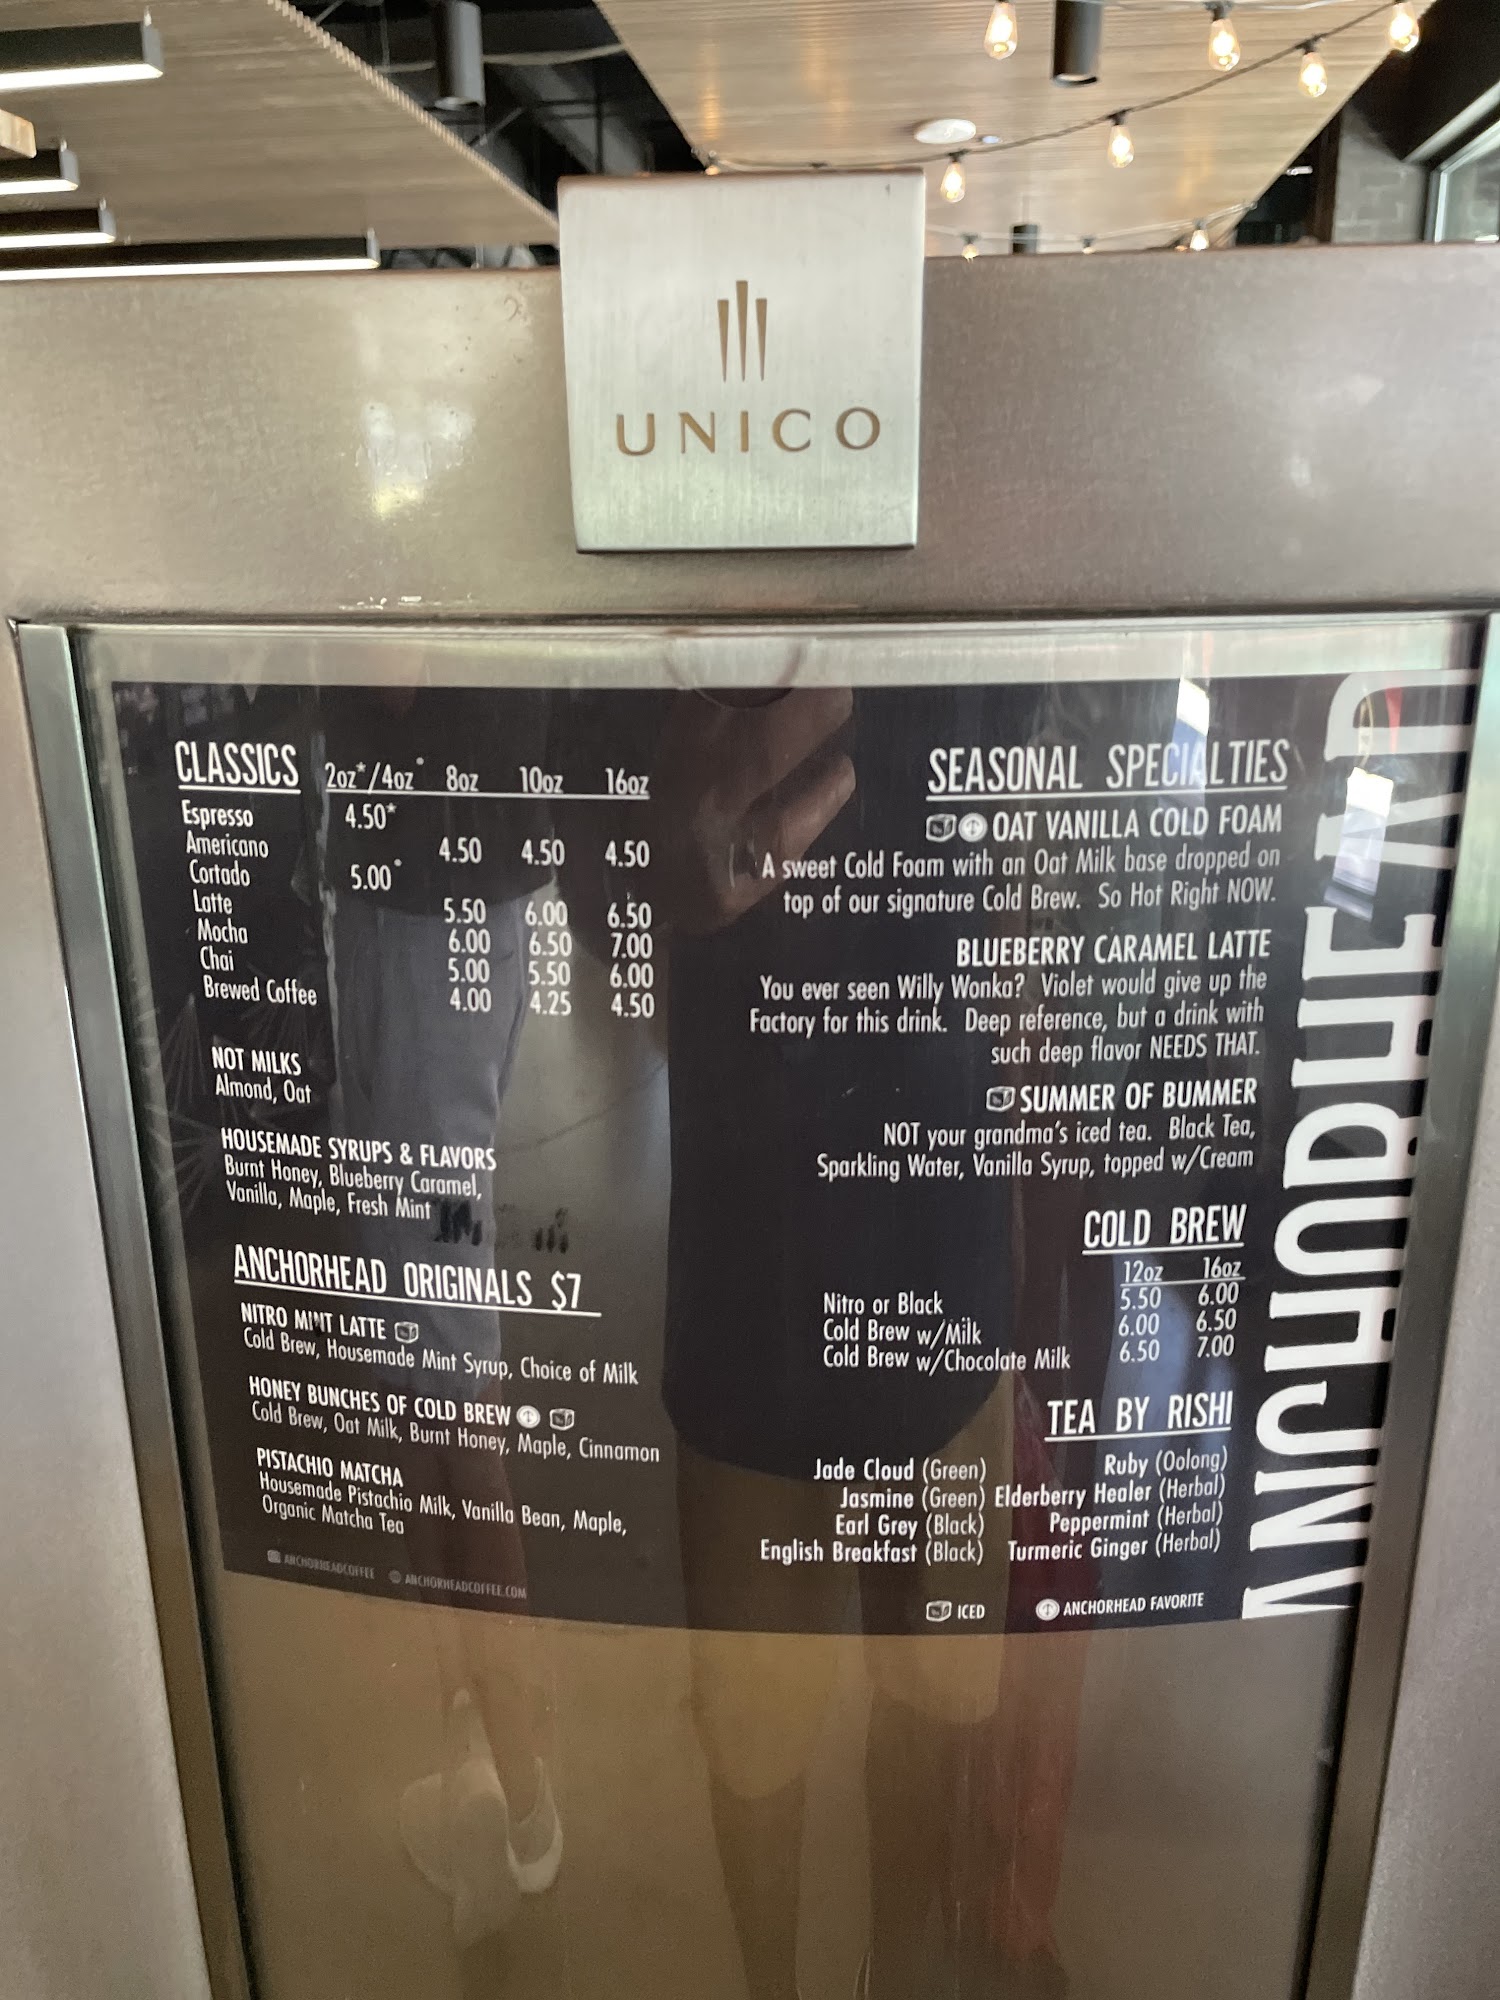 UNICO
CLASSICS 2oz*/4oz° 8oz 10oz 16oz
Espresso 4.50*
Americano 4.50 4.50 4.50
Cortado 5.00°
Latte 5.50 6.00 6.50
Mocha 6.00 6.50 7.00
Chai 5.00 5.50 6.00
Brewed Coffee 4.00 4.25 4.50
NOT MILKS
Almond, Oat
HOUSEMADE SYRUPS & FLAVORS
Burnt Honey, Blueberry Caramel,
Vanilla, Maple, Fresh Mint
ANCHORHEAD ORIGINALS $7
NITRO MINT LATTE
Cold Brew, Housemade Mint Syrup, Choice of Milk
HONEY BUNCHES OF COLD BREW
Cold Brew, Oat Milk, Burnt Honey, Maple, Cinnamon
PISTACHIO MATCHA
Housemade Pistachio Milk, Vanilla Bean, Maple,
Organic Matcha Tea
ANCHORHEADCOFFEE ANCHORHEADCOFFEE.COM
SEASONAL SPECIALTIES
OAT VANILLA COLD FOAM
A sweet Cold Foam with an Oat Milk base dropped on
top of our signature Cold Brew. So Hot Right NOW.
BLUEBERRY CARAMEL LATTE
You ever seen Willy Wonka? Violet would give up the
Factory for this drink. Deep reference, but a drink with
such deep flavor NEEDS THAT.
SUMMER OF BUMMER
NOT your grandma's iced tea. Black Tea,
Sparkling Water, Vanilla Syrup, topped w/Cream
COLD BREW
12oz 16oz
Nitro or Black 5.50 6.00
Cold Brew w/Milk 6.00 6.50
Cold Brew w/Chocolate Milk 6.50 7.00
TEA BY RISHI
Jade Cloud (Green) Ruby (Oolong)
Jasmine (Green) Elderberry Healer (Herbal)
Earl Grey (Black) Peppermint (Herbal)
English Breakfast (Black) Turmeric Ginger (Herbal)
ICED ANCHORHEAD FAVORITE
ANCHORHEAD